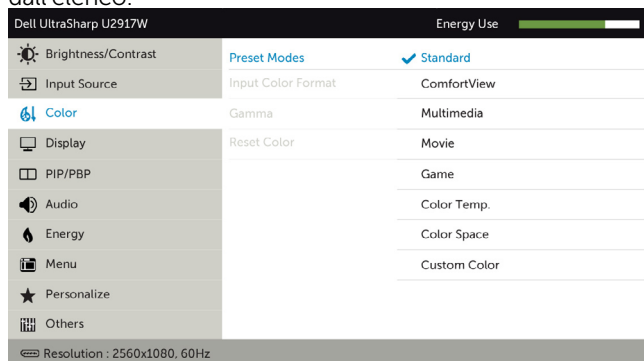 dall'elenco.
Dell UltraSharp U2917W
Energy Use
Brightness/Contrast
Input Source
Color
Display
PIP/PBP
Audio
Energy
Menu
Personalize
Others
Preset Modes
Input Color Format
Gamma
Reset Color
Standard
ComfortView
Multimedia
Movie
Game
Color Temp.
Color Space
Custom Color
Resolution : 2560x1080, 60Hz